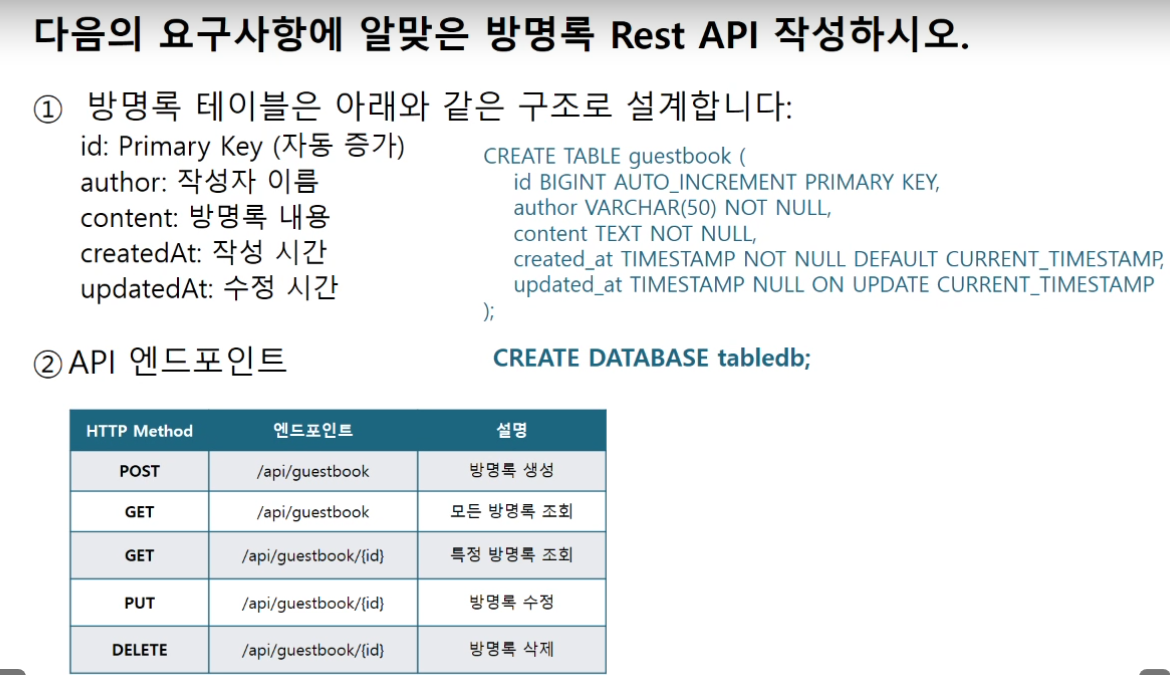 다음의 요구사항에 알맞은 방명록 Rest API 작성하시오.
① 방명록 테이블은 아래와 같은 구조로 설계합니다:
id: Primary Key (자동 증가)
author: 작성자 이름
content: 방명록 내용
createdAt: 작성 시간
updatedAt: 수정 시간
CREATE TABLE guestbook (
id BIGINT AUTO_INCREMENT PRIMARY KEY,
author VARCHAR(50) NOT NULL,
content TEXT NOT NULL,
created_at TIMESTAMP NOT NULL DEFAULT CURRENT_TIMESTAMP,
updated_at TIMESTAMP NULL ON UPDATE CURRENT_TIMESTAMP
);
② API 엔드포인트
CREATE DATABASE tabledb;
HTTP Method 엔드포인트 설명
POST /api/guestbook 방명록 생성
GET /api/guestbook 모든 방명록 조회
GET /api/guestbook/{id} 특정 방명록 조회
PUT /api/guestbook/{id} 방명록 수정
DELETE /api/guestbook/{id} 방명록 삭제